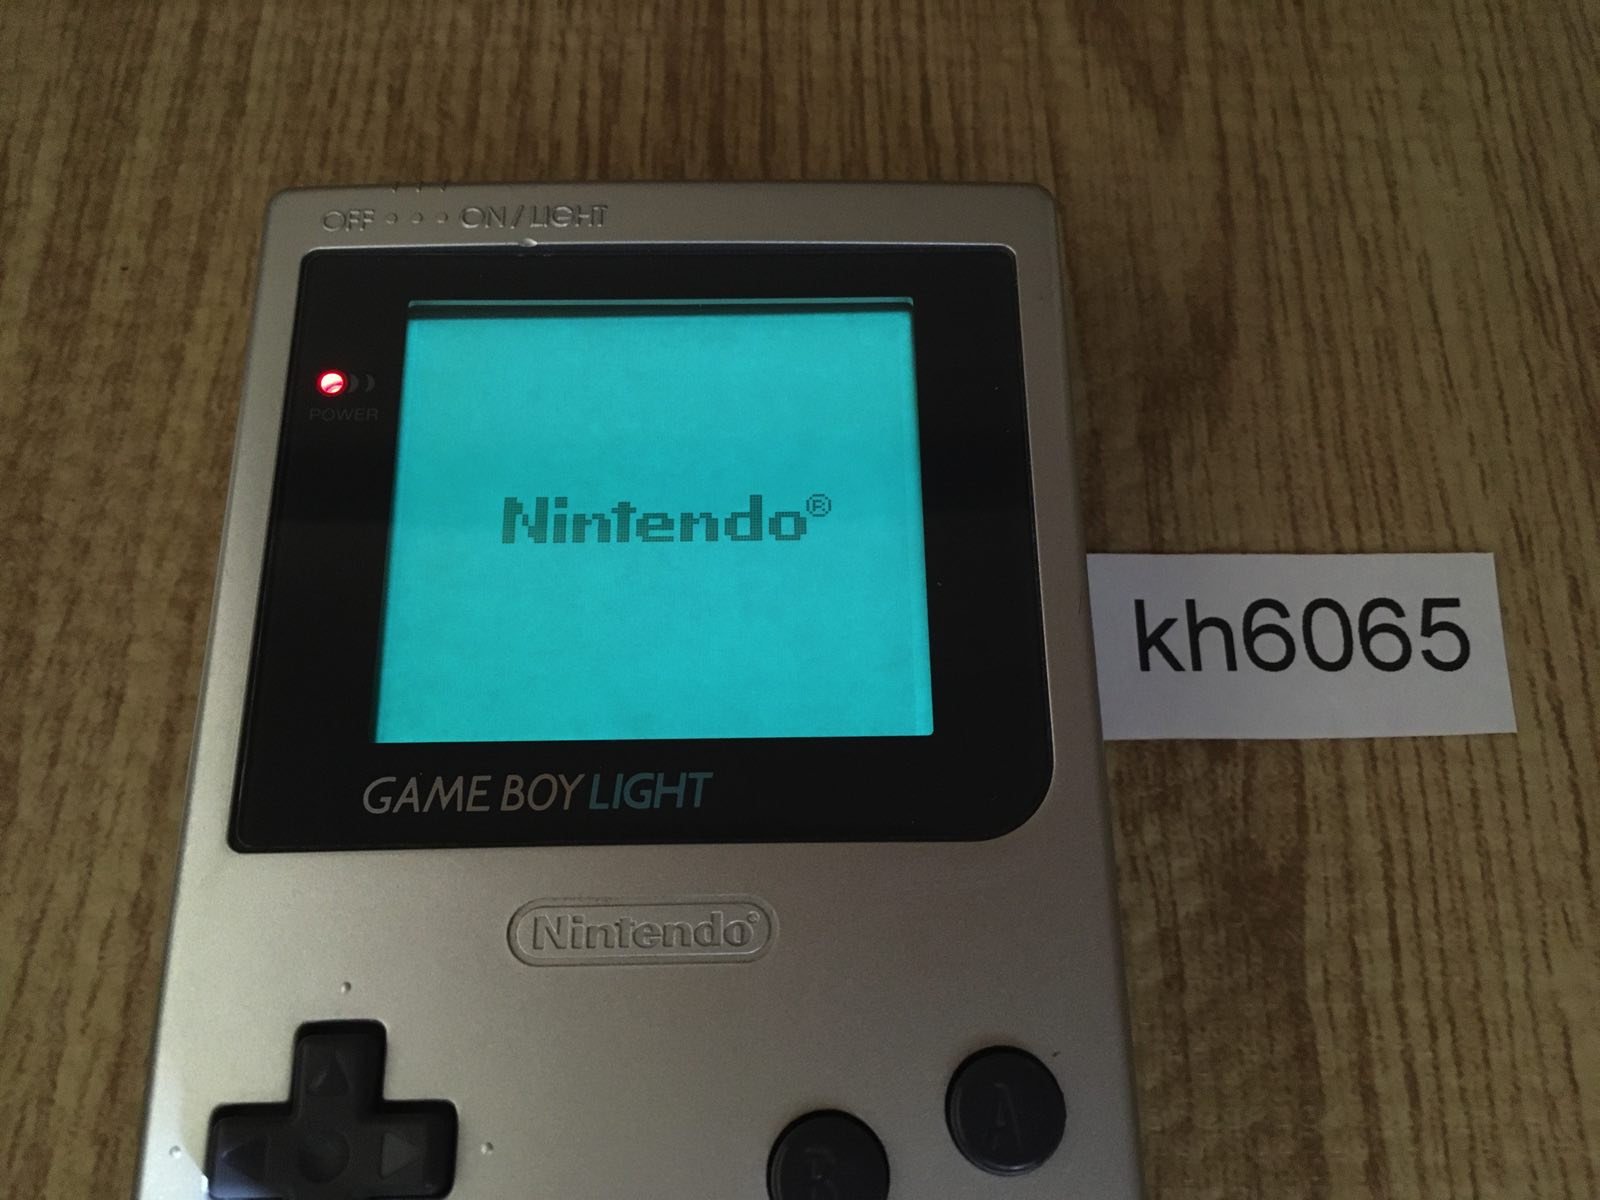 OFF ON/LIGHT
POWER
Nintendo®
kh6065
GAME BOY LIGHT
Nintendo®
A
B